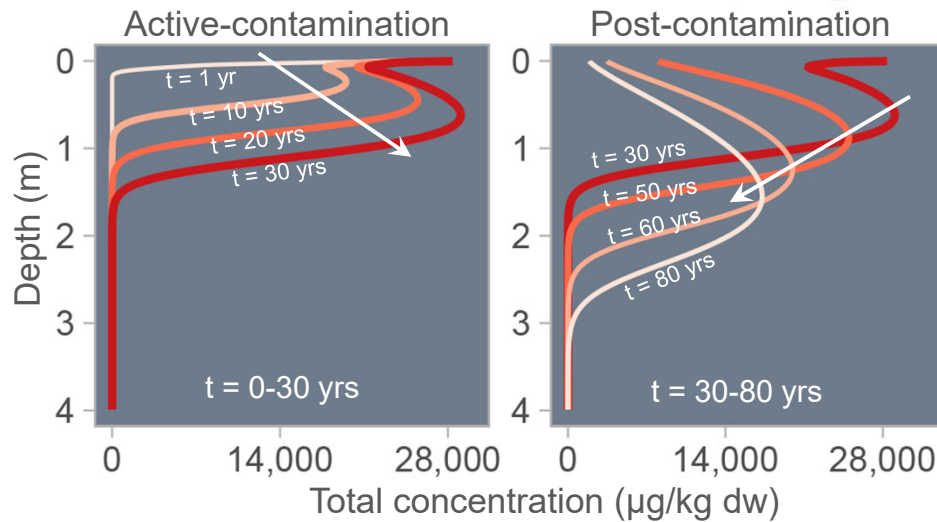 Active-contamination
Post-contamination
Depth (m)
0
1
2
3
4
t = 1 yr
t = 10 yrs
t = 20 yrs
t = 30 yrs
t = 0-30 yrs
0
14,000
28,000
0
1
2
3
4
t = 30 yrs
t = 50 yrs
t = 60 yrs
t = 80 yrs
t = 30-80 yrs
0
14,000
28,000
Total concentration (µg/kg dw)